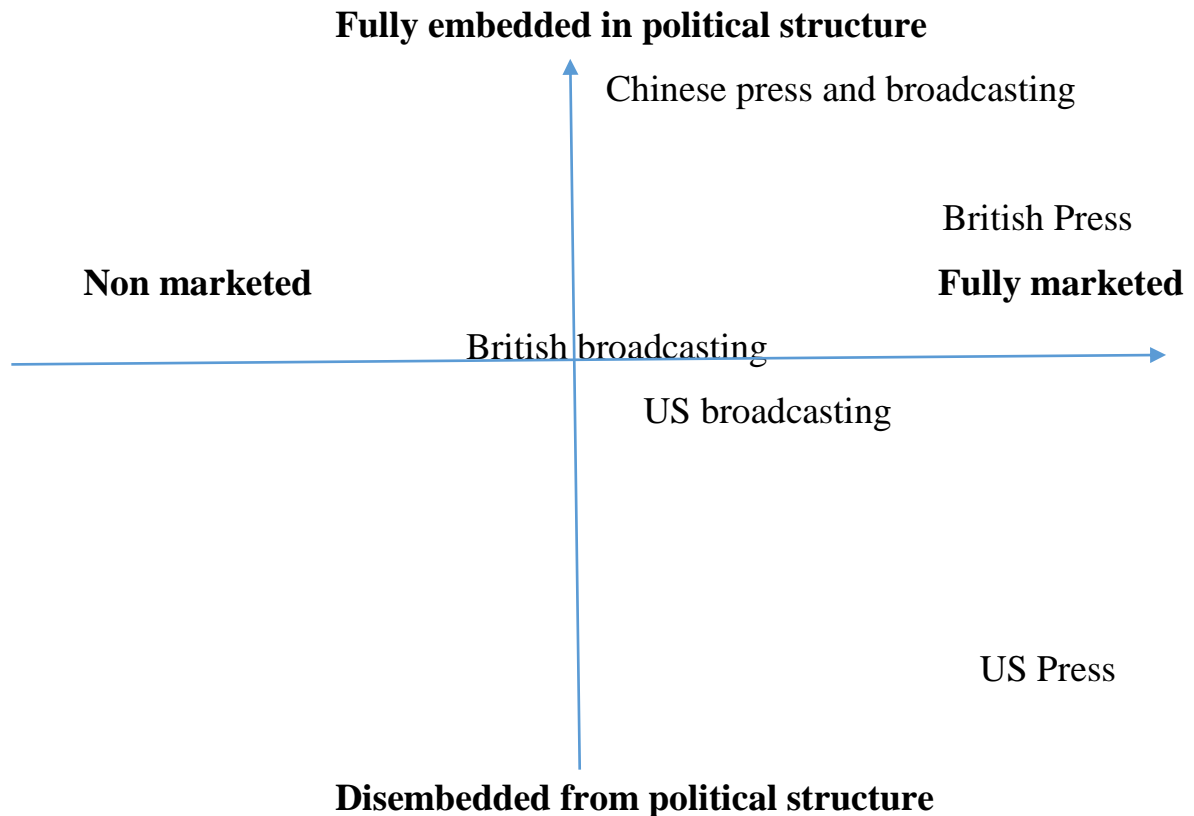 Fully embedded in political structure
Chinese press and broadcasting
British Press
Non marketed
Fully marketed
British broadcasting
US broadcasting
US Press
Disembedded from political structure